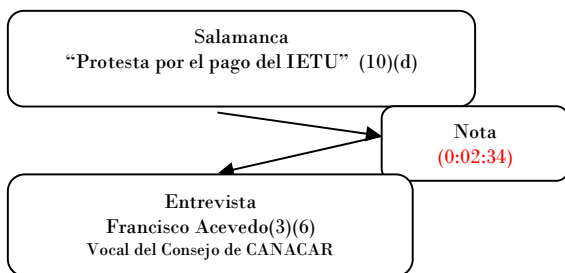 Salamanca
“Protesta por el pago del IETU” (10)(d)
Nota
(0:02:34)
Entrevista
Francisco Acevedo(3)(6)
Vocal del Consejo de CANACAR